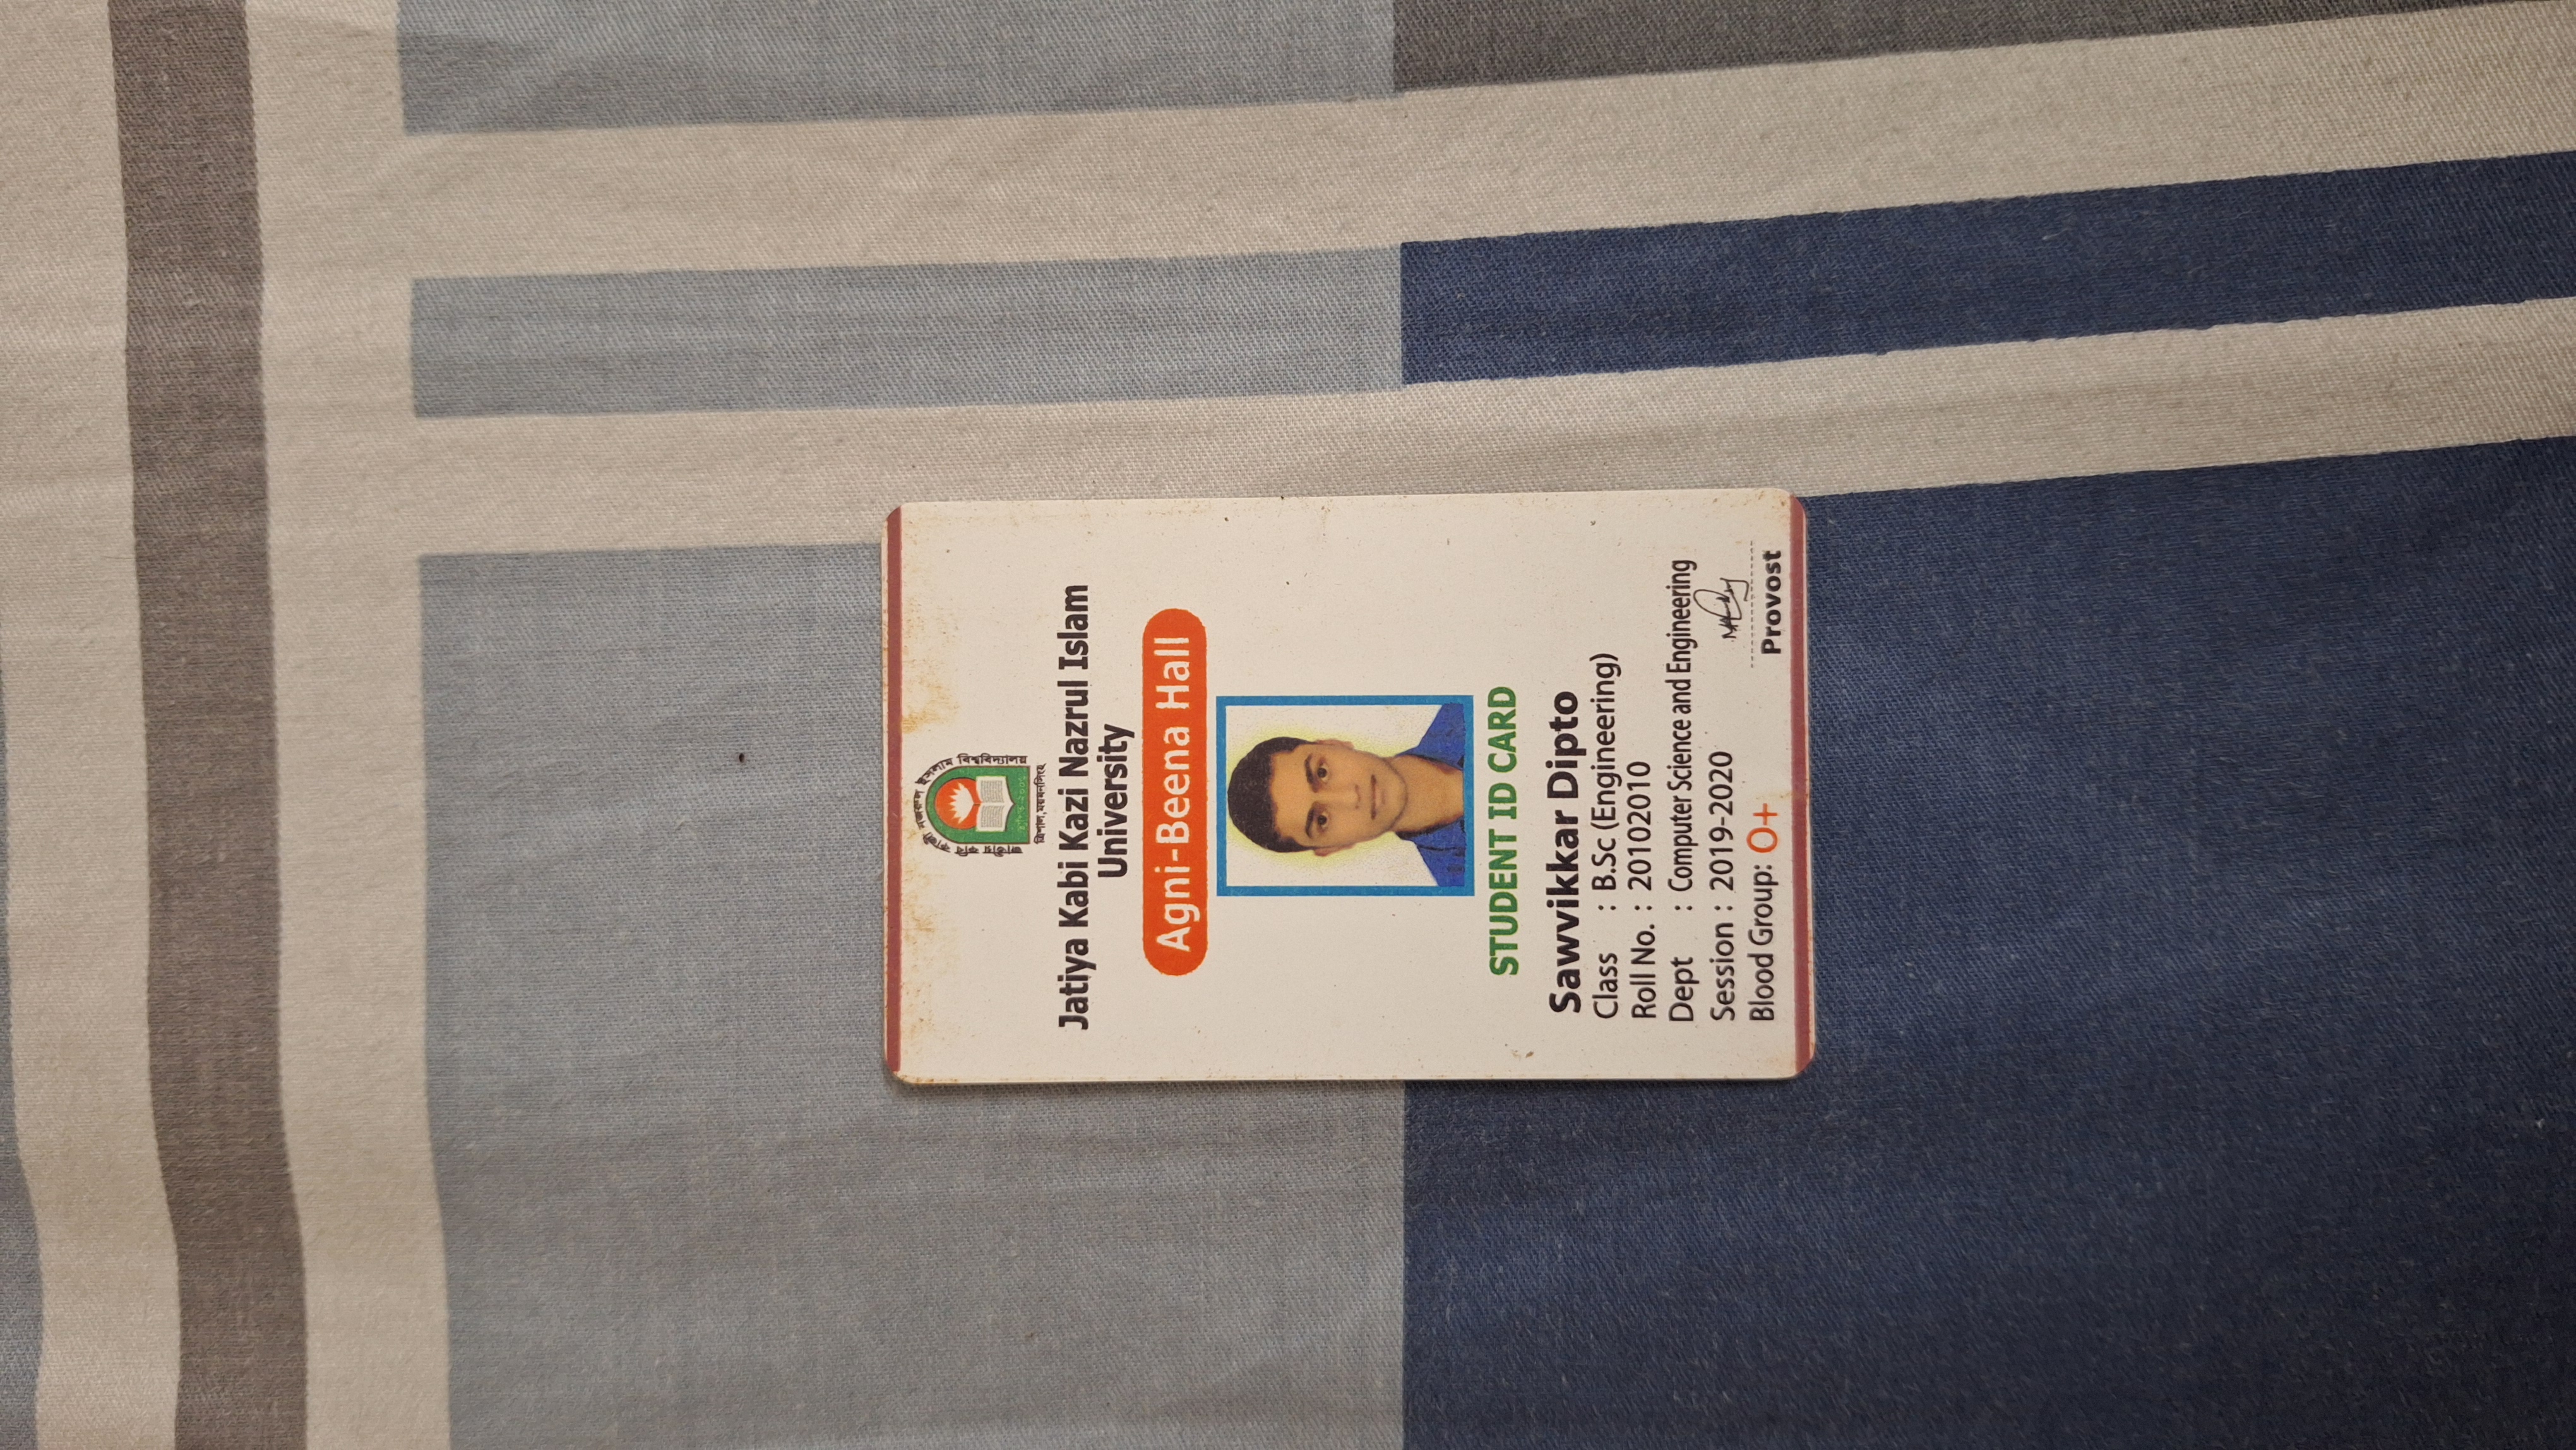 জাতীয় কবি কাজী নজরুল ইসলাম বিশ্ববিদ্যালয়
ত্রিশাল, ময়মনসিংহ
Jatiya Kabi Kazi Nazrul Islam
University
Agni-Beena Hall
STUDENT ID CARD
Sawvikkar Dipto
Class : B.Sc (Engineering)
Roll No. : 20102010
Dept : Computer Science and Engineering
Session : 2019-2020
Blood Group: O+
Provost